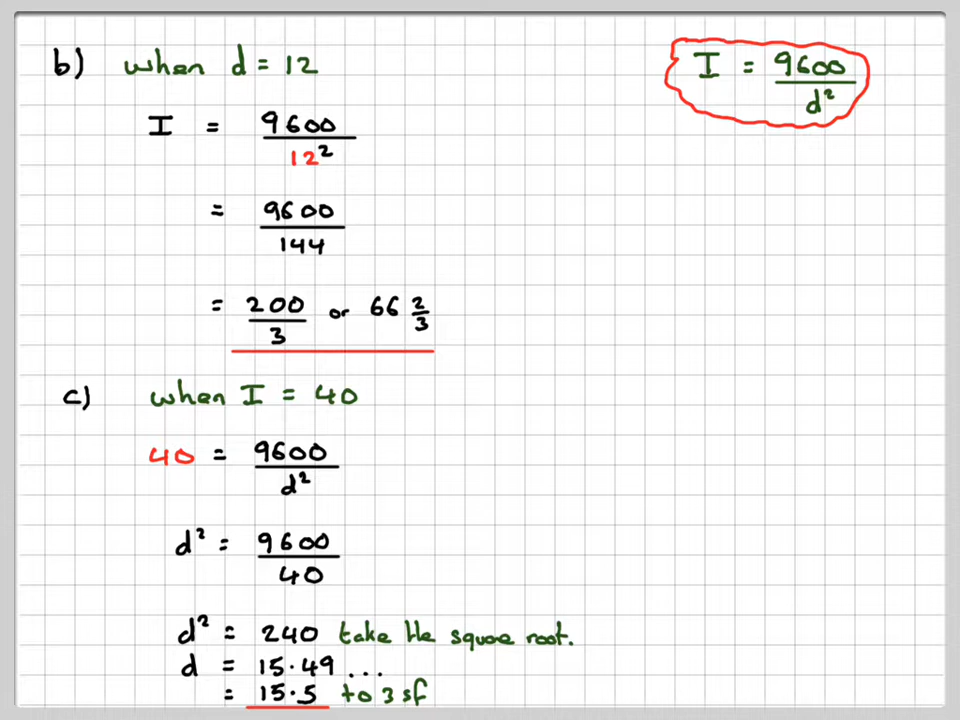 b) when d = 12
I = 9600 / d²
I = 9600 / 12²
= 9600 / 144
= 200 / 3 or 66 2/3
c) when I = 40
40 = 9600 / d²
d² = 9600 / 40
d² = 240 take the square root.
d = 15.49 ...
= 15.5 to 3 sf